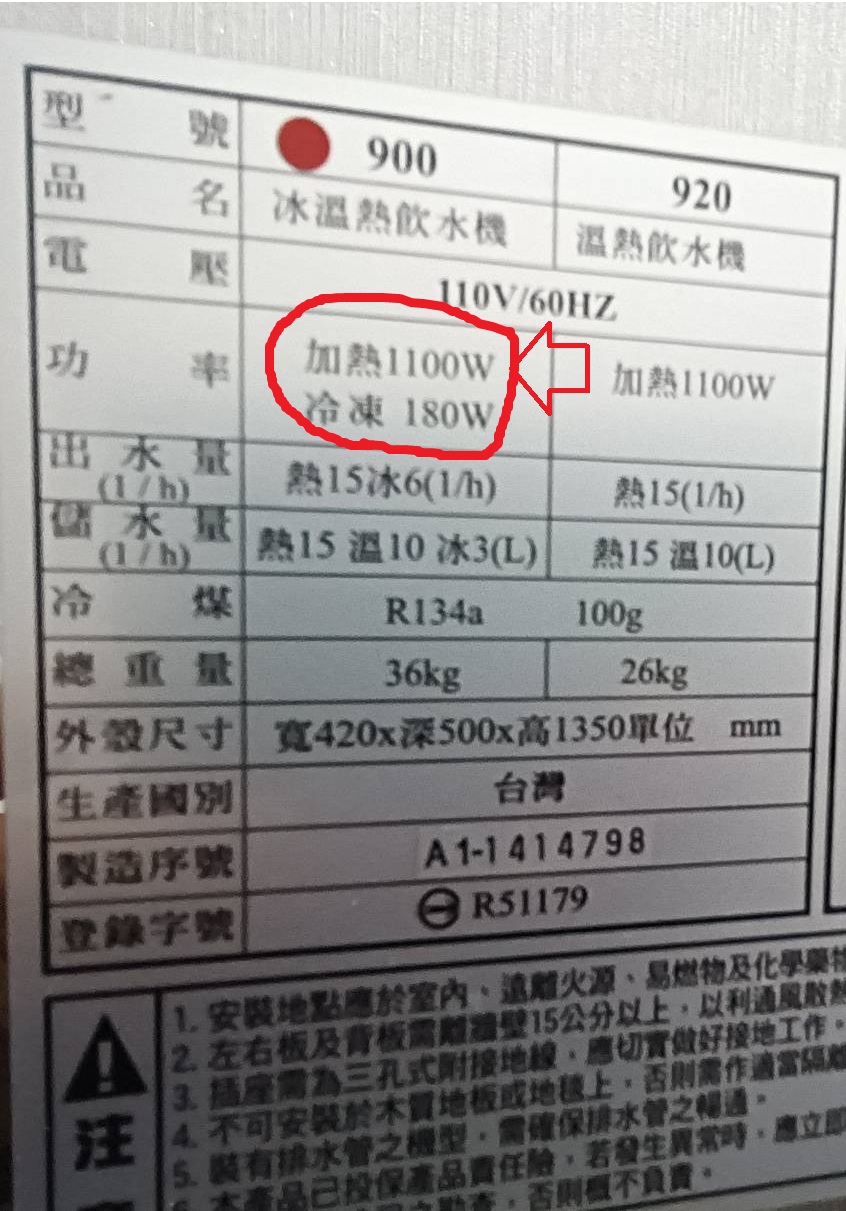 型號 900 920
品名 冰溫熱飲水機 溫熱飲水機
電壓 110V/60HZ
功率 加熱1100W 加熱1100W
冷凍 180W
出水量 (1/h) 熱15冰6(1/h) 熱15(1/h)
儲水量 (1/h) 熱15 溫10 冰3(L) 熱15 溫10(L)
冷煤 R134a 100g
總重量 36kg 26kg
外殼尺寸 寬420x深500x高1350單位 mm
生產國別 台灣
製造序號 A1-1414798
登錄字號 R51179
注
1. 安裝地點應於室內、遠離火源、易燃物及化學藥物
2. 左右板及背板需離牆壁15公分以上，以利通風散熱
3. 插座需為三孔式附接地線，應切實做好接地工作。
4. 不可安裝於木質地板或地毯上，否則需作適當隔離
5. 裝有排水管之機型，需確保排水管之暢通。
6. 本產品已投保產品責任險，若發生異常時，應立即
否則概不負責。